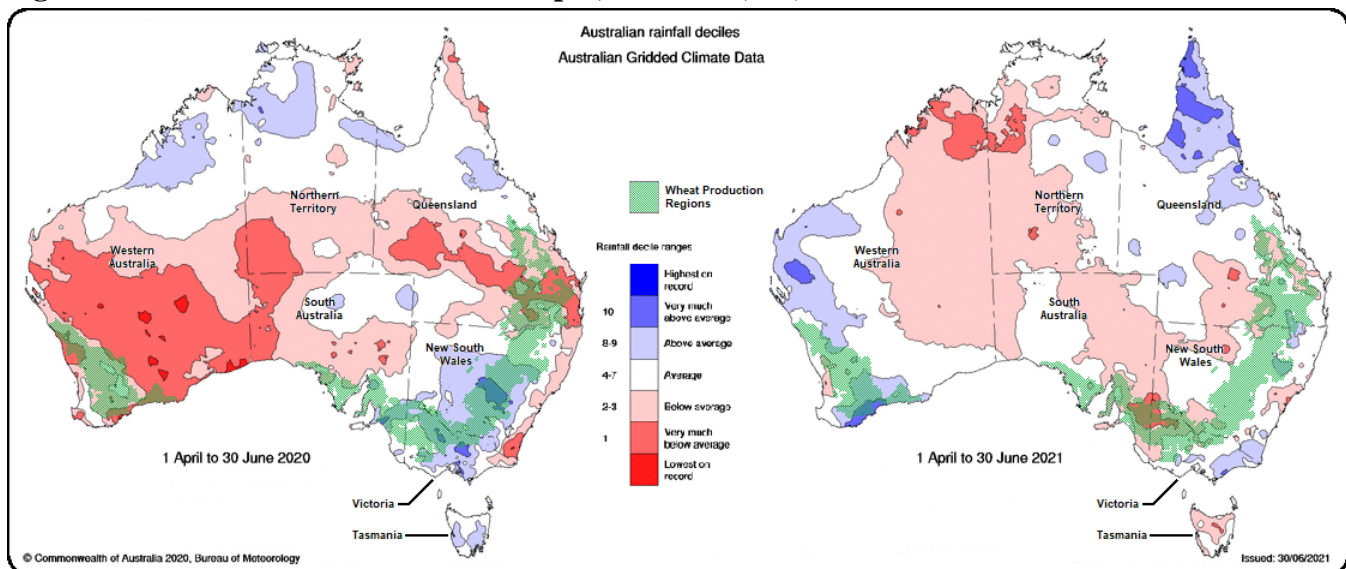 Australian rainfall deciles
Australian Gridded Climate Data
Northern
Territory
Queensland
Western
Australia
South
Australia
New South
Wales
1 April to 30 June 2020
Victoria
Tasmania
© Commonwealth of Australia 2020, Bureau of Meteorology
Wheat Production
Regions
Rainfall decile ranges
Highest on
record
10
Very much
above average
8-9
Above average
4-7
Average
2-3
Below average
1
Very much
below average
Lowest on
record
Northern
Territory
Queensland
Western
Australia
South
Australia
New South
Wales
1 April to 30 June 2021
Victoria
Tasmania
Issued: 30/06/2021